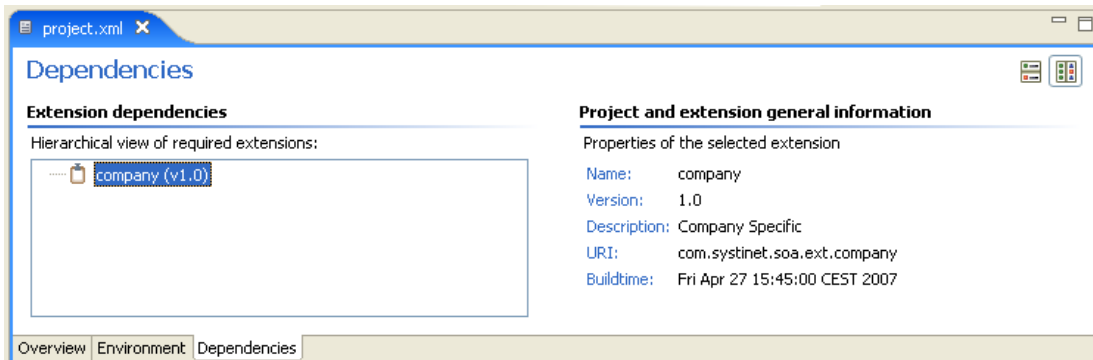 project.xml
Dependencies
Extension dependencies
Hierarchical view of required extensions:
company (v1.0)
Project and extension general information
Properties of the selected extension
Name: company
Version: 1.0
Description: Company Specific
URI: com.systinet.soa.ext.company
Buildtime: Fri Apr 27 15:45:00 CEST 2007
Overview Environment Dependencies